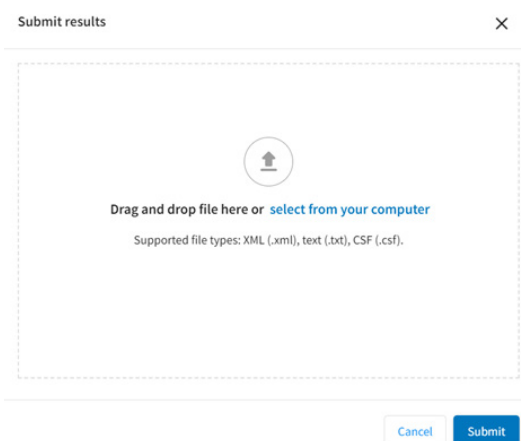 Submit results
Drag and drop file here or select from your computer
Supported file types: XML (.xml), text (.txt), CSF (.csf).
Cancel Submit